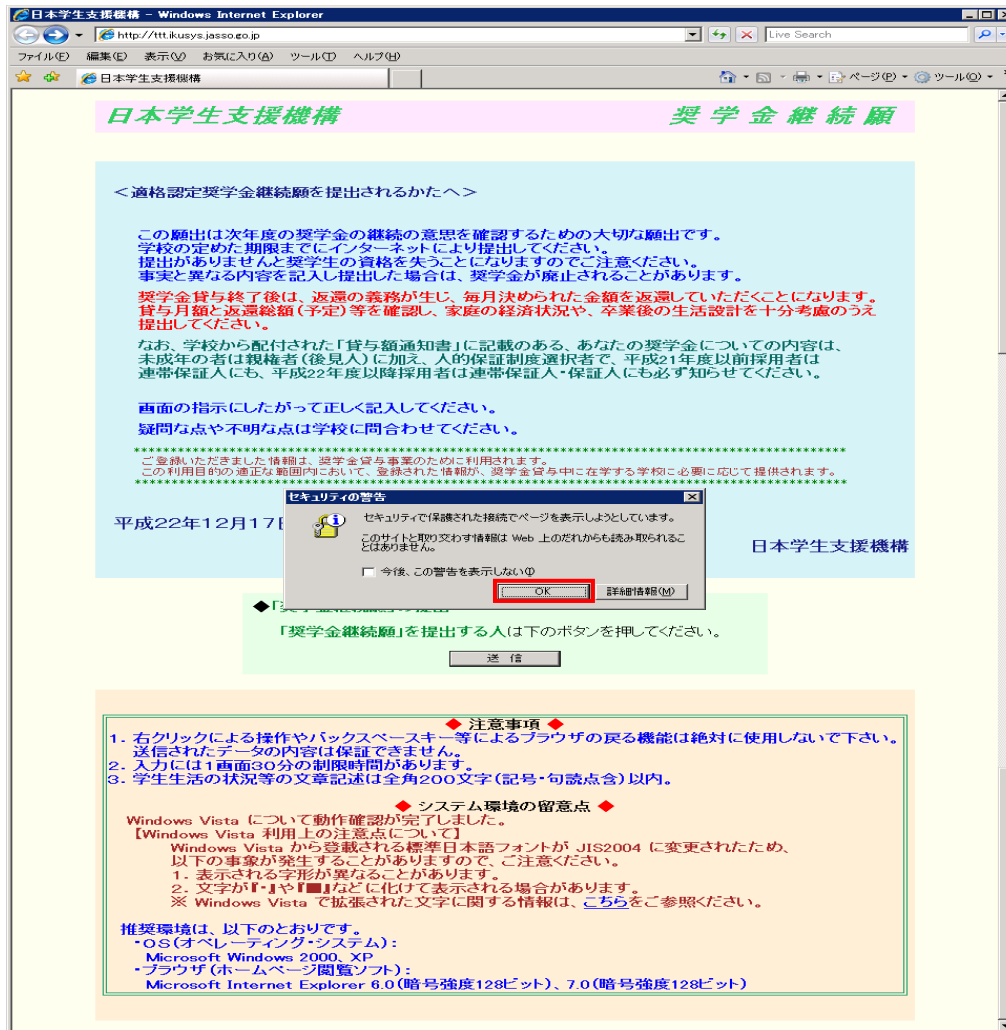 日本学生支援機構 - Windows Internet Explorer
http://ttt.ikusys.jasso.go.jp
Live Search
ファイル(F) 編集(E) 表示(V) お気に入り(A) ツール(T) ヘルプ(H)
日本学生支援機構
ページ(P) ツール(O)
日本学生支援機構 奨学金継続願
＜適格認定奨学金継続願を提出されるかたへ＞
この願出は次年度の奨学金の継続の意思を確認するための大切な願出です。
学校の定めた期限までにインターネットにより提出してください。
提出がありませんと奨学生の資格を失うことになりますのでご注意ください。
事実と異なる内容を記入し提出した場合は、奨学金が廃止されることがあります。
奨学金貸与終了後は、返還の義務が生じ、毎月決められた金額を返還していただくことになります。
貸与月額と返還総額(予定)等を確認し、家庭の経済状況や、卒業後の生活設計を十分考慮のうえ
提出してください。
なお、学校から配付された「貸与額通知書」に記載のある、あなたの奨学金についての内容は、
未成年の者は親権者(後見人)に加え、人的保証制度選択者で、平成21年度以前採用者は
連帯保証人にも、平成22年度以降採用者は連帯保証人・保証人にも必ず知らせてください。
画面の指示にしたがって正しく記入してください。
疑問な点や不明な点は学校に問合わせてください。
ご登録いただきました情報は、奨学金貸与事業のために利用されます。
この利用目的の適正な範囲内において、登録された情報が、奨学金貸与中に在学する学校に必要に応じて提供されます。
セキュリティの警告
セキュリティで保護された接続でページを表示しようとしています。
このサイトと取り交わす情報は Web 上のだれからも読み取られるこ
とはありません。
今後、この警告を表示しない(I)
OK 詳細情報(M)
平成22年12月17日
日本学生支援機構
◆「奨学金継続願」の提出
「奨学金継続願」を提出する人は下のボタンを押してください。
送 信
◆ 注意事項 ◆
1. 右クリックによる操作やバックスペースキー等によるブラウザの戻る機能は絶対に使用しないで下さい。
送信されたデータの内容は保証できません。
2. 入力には1画面30分の制限時間があります。
3. 学生生活の状況等の文章記述は全角200文字(記号・句読点含)以内。
◆ システム環境の留意点 ◆
Windows Vista について動作確認が完了しました。
【Windows Vista 利用上の注意点について】
Windows Vista から登載される標準日本語フォントが JIS2004 に変更されたため、
以下の事象が発生することがありますので、ご注意ください。
1. 表示される字形が異なることがあります。
2. 文字が『・』や『■』などに化けて表示される場合があります。
※ Windows Vista で拡張された文字に関する情報は、こちらをご参照ください。
推奨環境は、以下のとおりです。
・OS(オペレーティング・システム):
Microsoft Windows 2000、XP
・ブラウザ(ホームページ閲覧ソフト):
Microsoft Internet Explorer 6.0(暗号強度128ビット)、7.0(暗号強度128ビット)